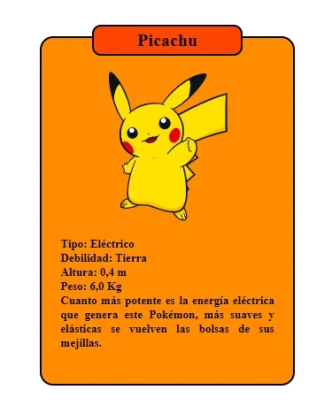 Picachu
Tipo: Eléctrico
Debilidad: Tierra
Altura: 0,4 m
Peso: 6,0 Kg
Cuanto más potente es la energía eléctrica
que genera este Pokémon, más suaves y
elásticas se vuelven las bolsas de sus
mejillas.